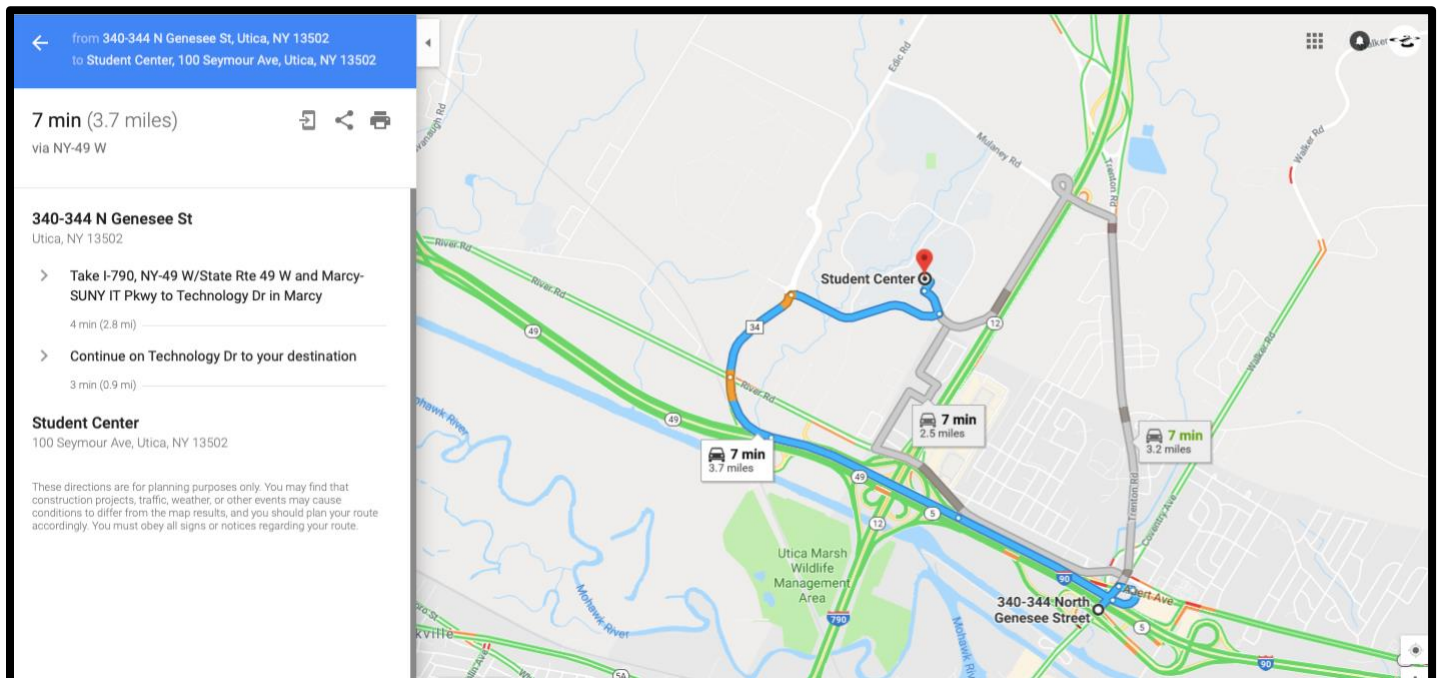 from 340-344 N Genesee St, Utica, NY 13502
to Student Center, 100 Seymour Ave, Utica, NY 13502
7 min (3.7 miles)
via NY-49 W
340-344 N Genesee St
Utica, NY 13502
Take I-790, NY-49 W/State Rte 49 W and Marcy-
SUNY IT Pkwy to Technology Dr in Marcy
4 min (2.8 mi)
Continue on Technology Dr to your destination
3 min (0.9 mi)
Student Center
100 Seymour Ave, Utica, NY 13502
These directions are for planning purposes only. You may find that
construction projects, traffic, weather, or other events may cause
conditions to differ from the map results, and you should plan your route
accordingly. You must obey all signs or notices regarding your route.
Edic Rd
Mulaney Rd
Trenton Rd
Walker Rd
River Rd
River Rd
Student Center
34
12
49
River Rd
Walker Rd
7 min
2.5 miles
7 min
3.2 miles
49
7 min
3.7 miles
49
5
Trenton Rd
Coventry Ave
12
Utica Marsh
Wildlife
Management
Area
Mohawk River
90
340-344 North
Genesee Street
790
5
90
5A